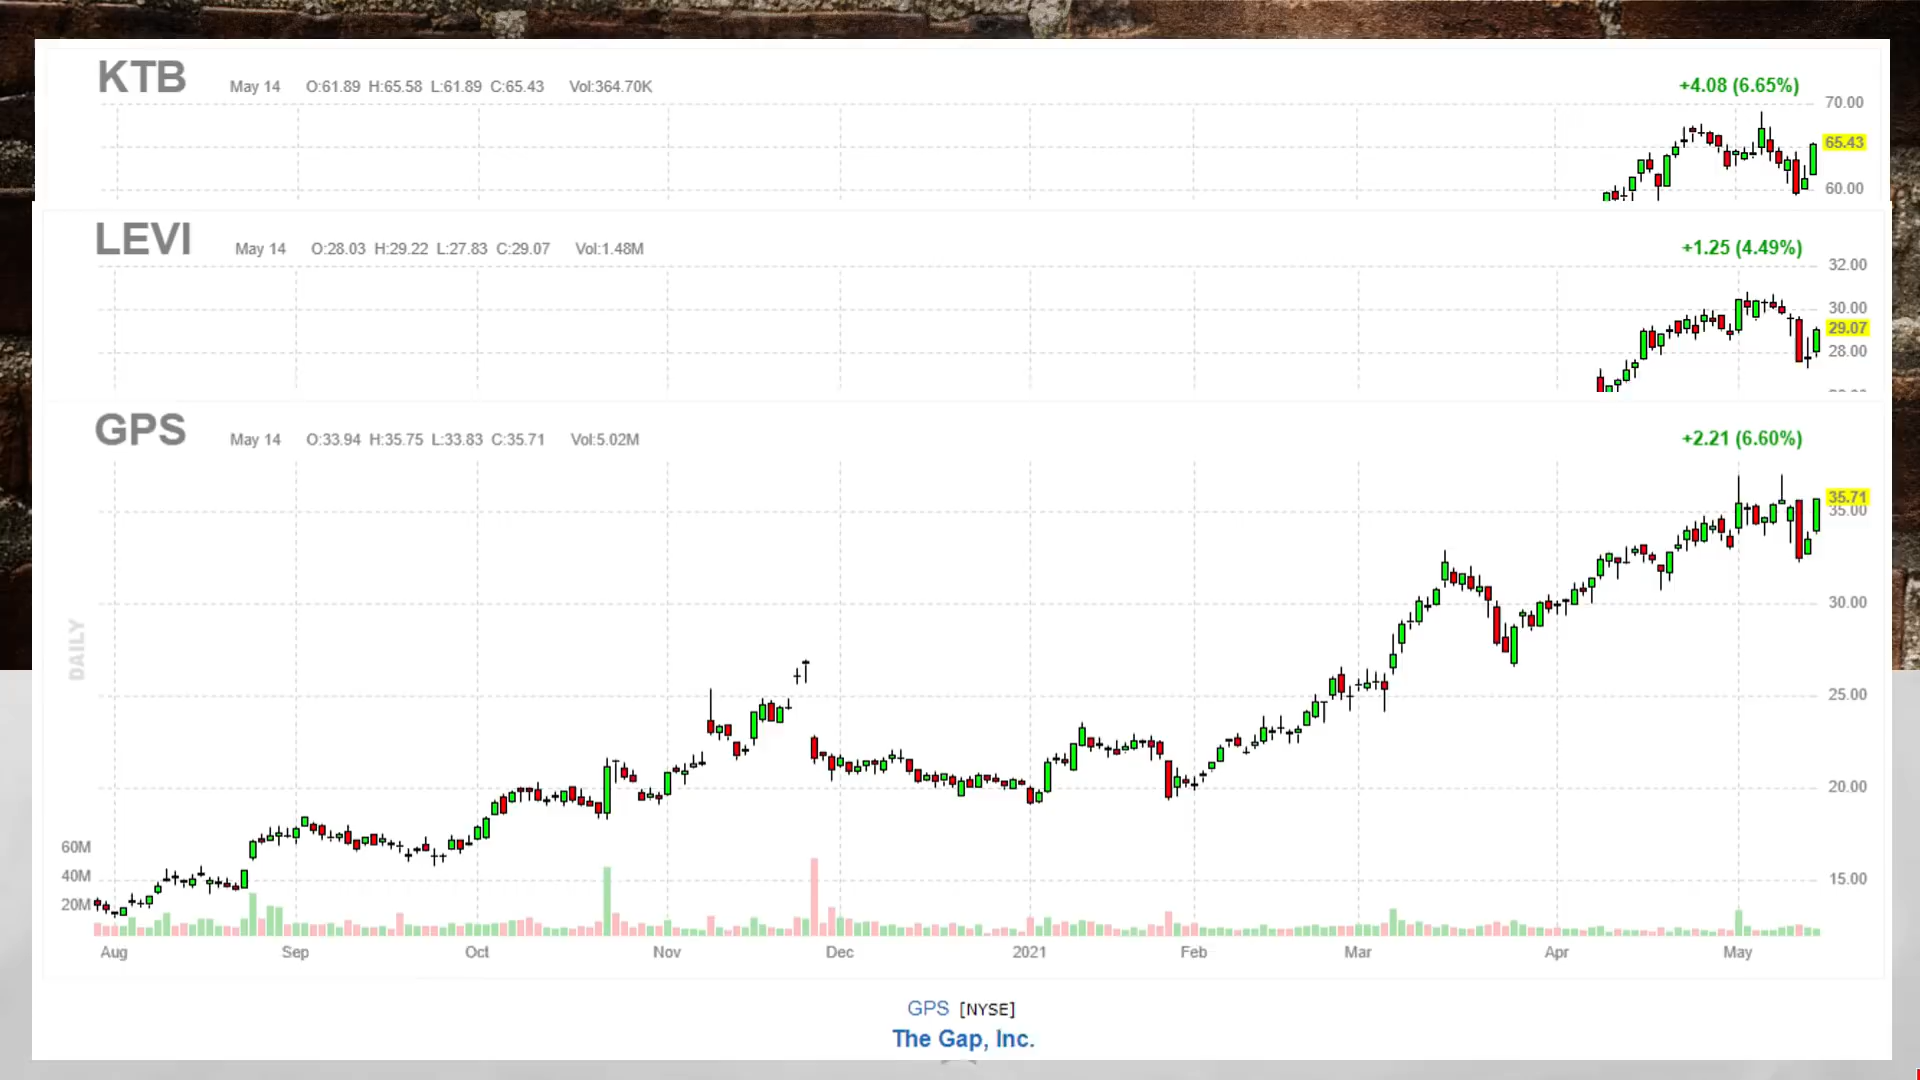 KTB May 14 O:61.89 H:65.58 L:61.89 C:65.43 Vol:364.70K +4.08 (6.65%)
70.00
65.43
60.00
LEVI May 14 O:28.03 H:29.22 L:27.83 C:29.07 Vol:1.48M +1.25 (4.49%)
32.00
30.00
29.07
28.00
GPS May 14 O:33.94 H:35.75 L:33.83 C:35.71 Vol:5.02M +2.21 (6.60%)
35.71
35.00
30.00
DAILY
25.00
20.00
60M
40M 15.00
20M
Aug Sep Oct Nov Dec 2021 Feb Mar Apr May
GPS [NYSE]
The Gap, Inc.